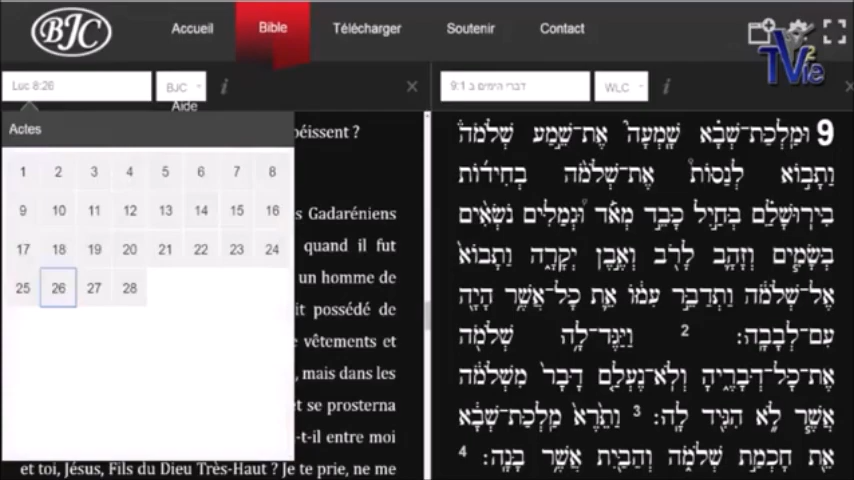 BJC
Accueil
Bible
Télécharger
Soutenir
Contact
TVie
2
Luc 8:26
BJC
Aide
Actes
1 2 3 4 5 6 7 8
9 10 11 12 13 14 15 16
17 18 19 20 21 22 23 24
25 26 27 28
béissent ?
s Gadaréniens
quand il fut
un homme de
it possédé de
vêtements et
, mais dans les
et se prosterna
-t-il entre moi
et toi, Jésus, Fils du Dieu Très-Haut ? Je te prie, ne me
דברי הימים ב 9:1
WLC
9 וּמַֽלְכַּת־שְׁבָ֗א שָֽׁמְעָה֮ אֶת־שֵׁ֣מַע שְׁלֹמֹה֒
וַתָּב֣וֹא לְנַסּוֹת֩ אֶת־שְׁלֹמֹ֨ה בְחִיד֜וֹת
בִּירוּשָׁלִַ֗ם בְּחַ֣יִל כָּבֵ֣ד מְאֹ֡ד וּ֠גְמַלִּים נֹשְׂאִ֨ים
בְּשָׂמִ֧ים וְזָהָ֛ב לָרֹ֖ב וְאֶ֣בֶן יְקָרָ֑ה וַתָּבוֹא֙
אֶל־שְׁלֹמֹ֔ה וַתְּדַבֵּ֣ר עִמּ֔וֹ אֵ֛ת כָּל־אֲשֶׁ֥ר הָיָ֖ה
עִם־לְבָבָֽהּ׃ 2 וַיַּגֶּד־לָ֥הּ שְׁלֹמֹ֖ה
אֶת־כָּל־דְּבָרֶ֑יהָ וְלֹֽא־נֶעְלַ֤ם דָּבָר֙ מִשְּׁלֹמֹ֔ה
אֲשֶׁ֧ר לֹ֦א הִגִּ֖יד לָֽהּ׃ 3 וַתֵּ֙רֶא֙ מַֽלְכַּת־שְׁבָ֔א
אֵ֖ת חָכְמַ֣ת שְׁלֹמֹ֑ה וְהַבַּ֖יִת אֲשֶׁ֥ר בָּנָֽה׃ 4